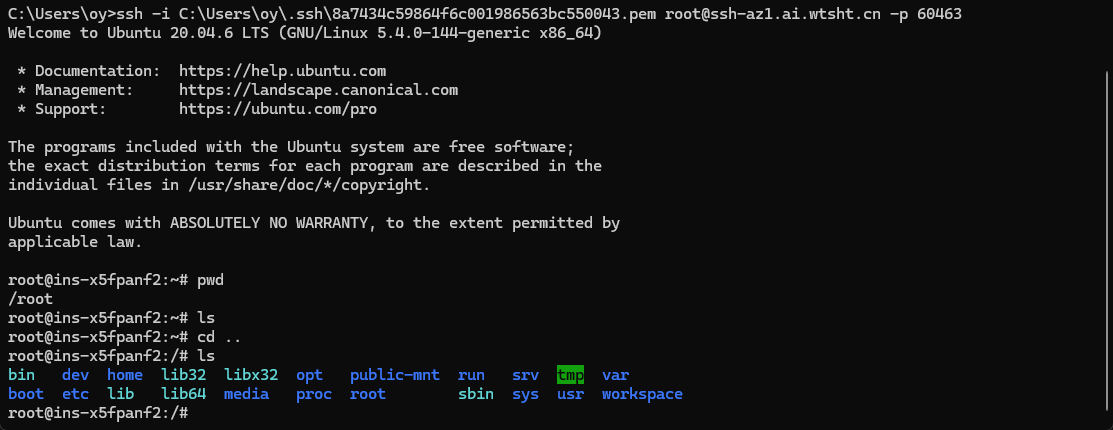 C:\Users\oy>ssh -i C:\Users\oy\.ssh\8a7434c59864f6c001986563bc550043.pem root@ssh-az1.ai.wtsht.cn -p 60463
Welcome to Ubuntu 20.04.6 LTS (GNU/Linux 5.4.0-144-generic x86_64)
 * Documentation:  https://help.ubuntu.com
 * Management:     https://landscape.canonical.com
 * Support:        https://ubuntu.com/pro
The programs included with the Ubuntu system are free software;
the exact distribution terms for each program are described in the
individual files in /usr/share/doc/*/copyright.
Ubuntu comes with ABSOLUTELY NO WARRANTY, to the extent permitted by
applicable law.
root@ins-x5fpanf2:~# pwd
/root
root@ins-x5fpanf2:~# ls
root@ins-x5fpanf2:~# cd ..
root@ins-x5fpanf2:/# ls
bin   dev  home  lib32  libx32  opt   public-mnt  run   srv  tmp  var
boot  etc  lib   lib64  media   proc  root        sbin  sys  usr  workspace
root@ins-x5fpanf2:/#